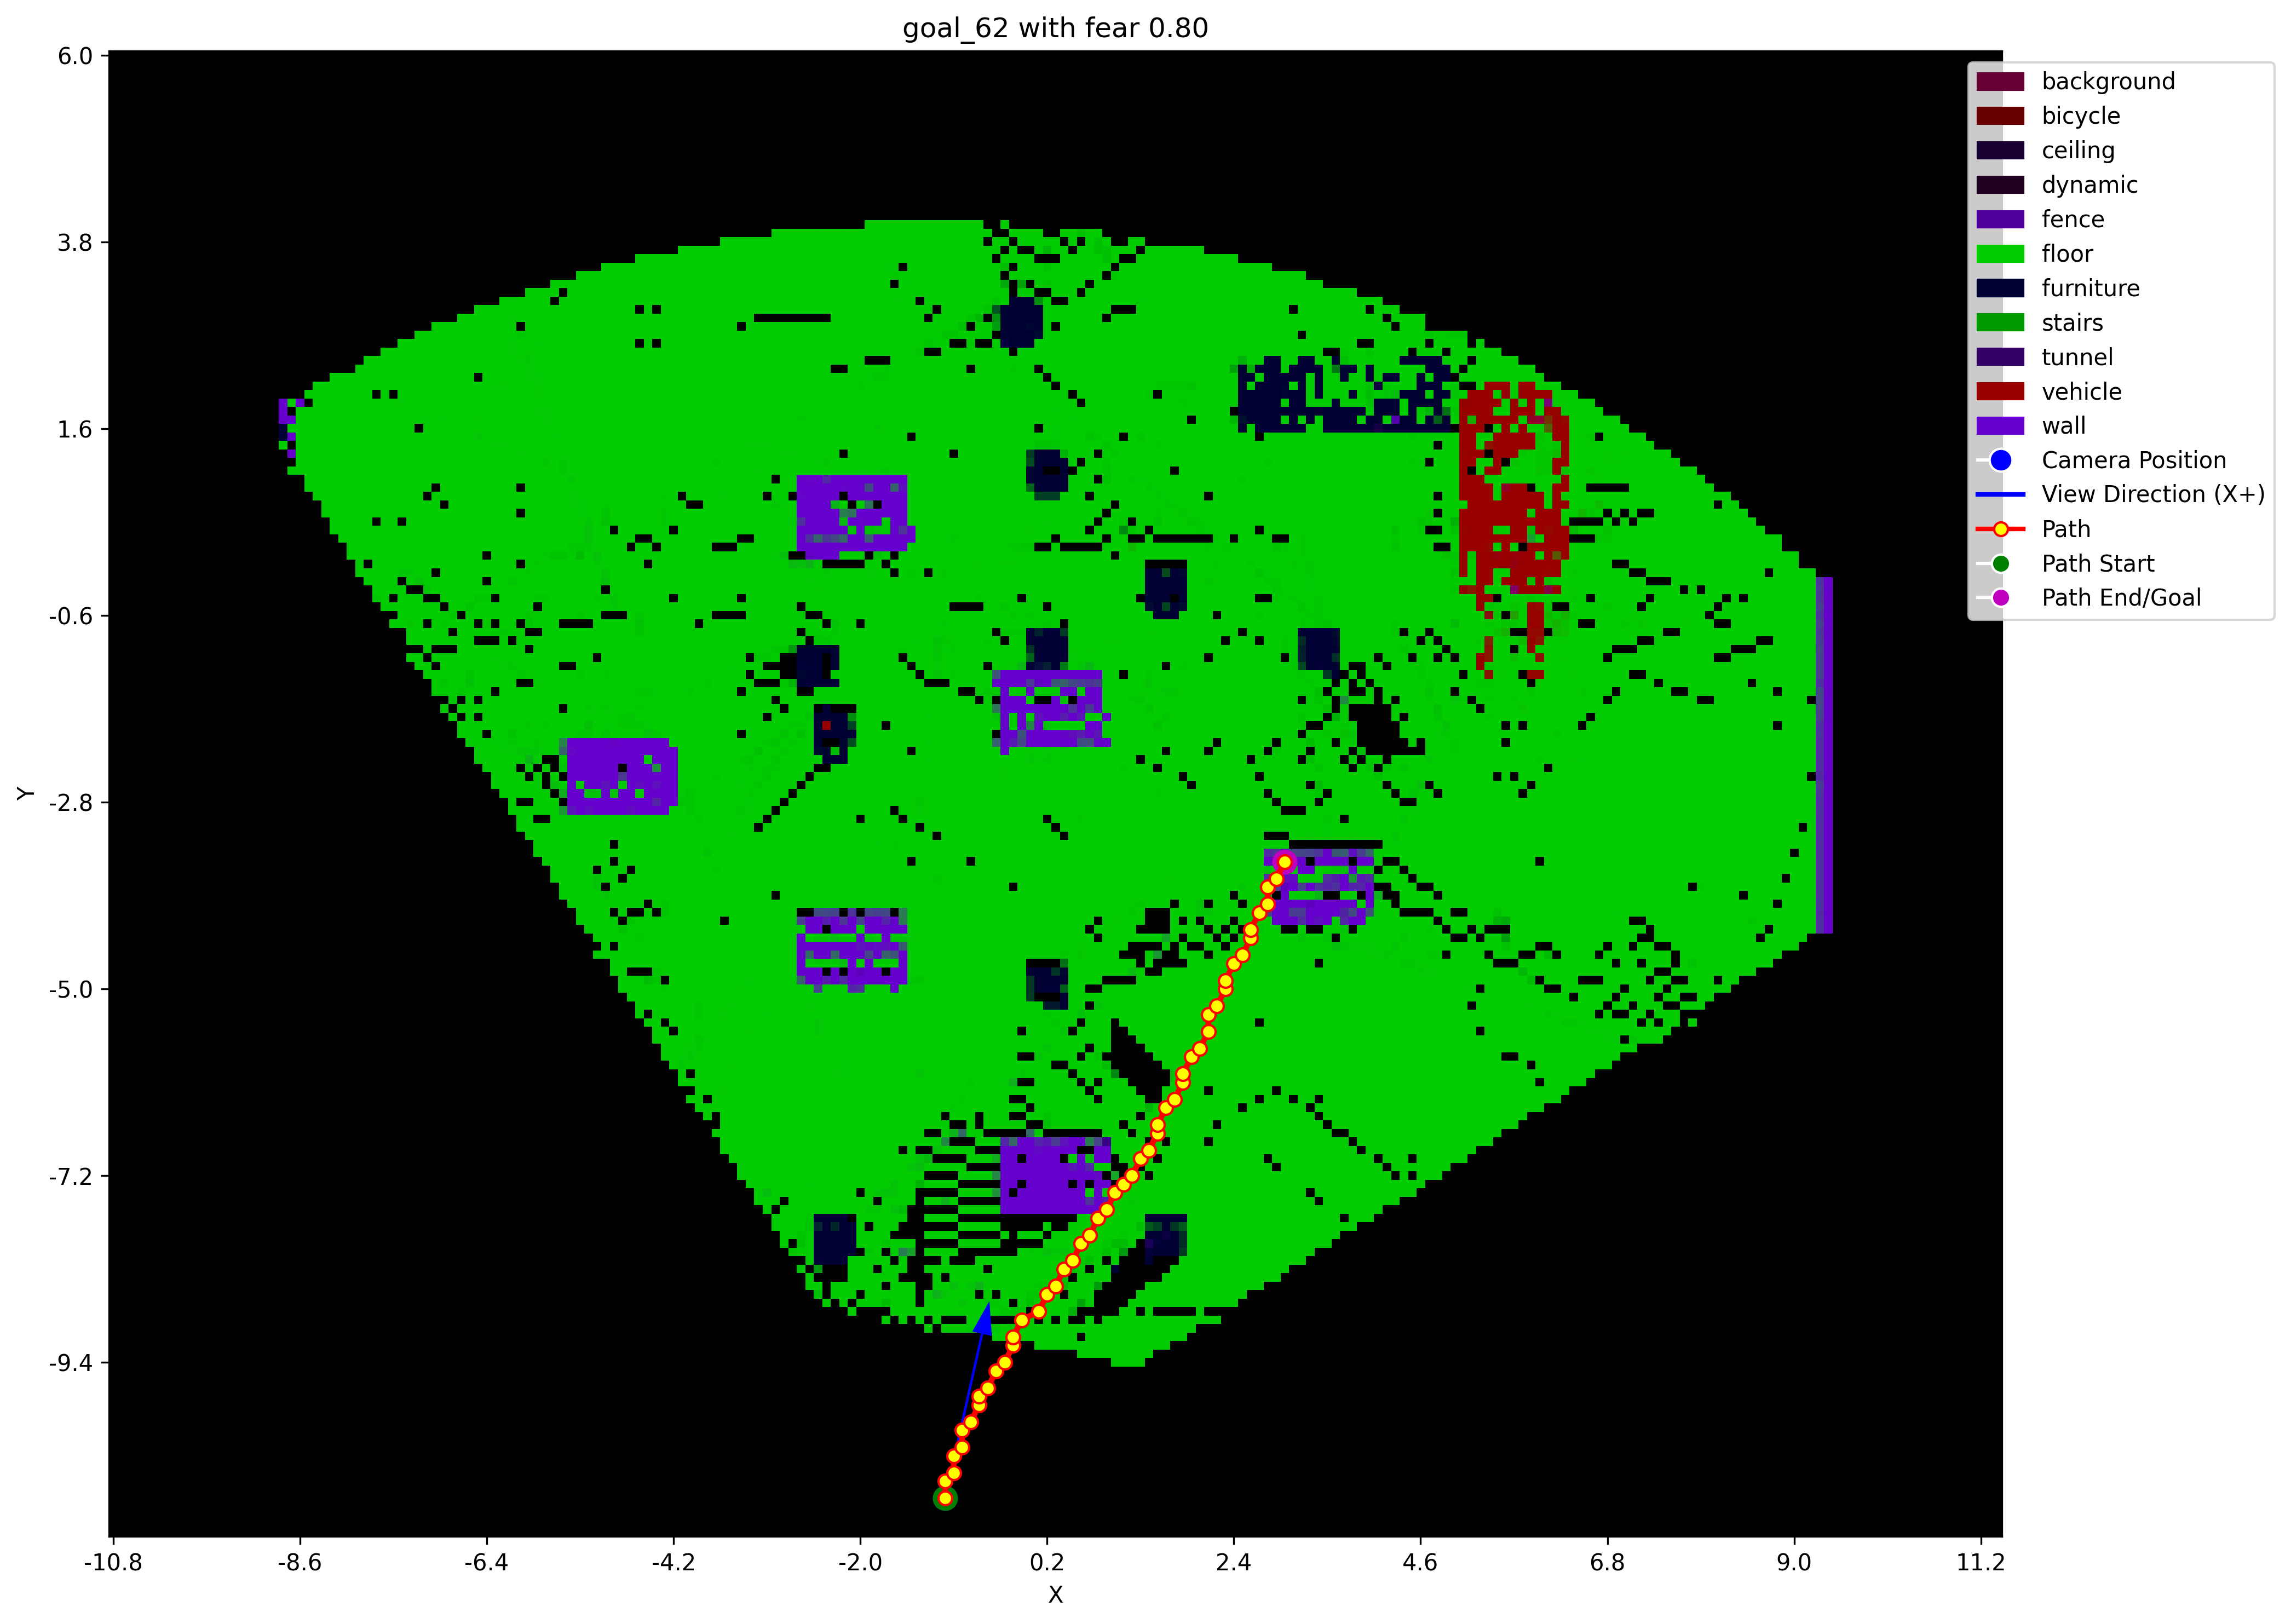 goal_62 with fear 0.80
6.0
3.8
1.6
-0.6
-2.8
-5.0
-7.2
-9.4
Y
-10.8
-8.6
-6.4
-4.2
-2.0
0.2
2.4
4.6
6.8
9.0
11.2
X
background
bicycle
ceiling
dynamic
fence
floor
furniture
stairs
tunnel
vehicle
wall
Camera Position
View Direction (X+)
Path
Path Start
Path End/Goal